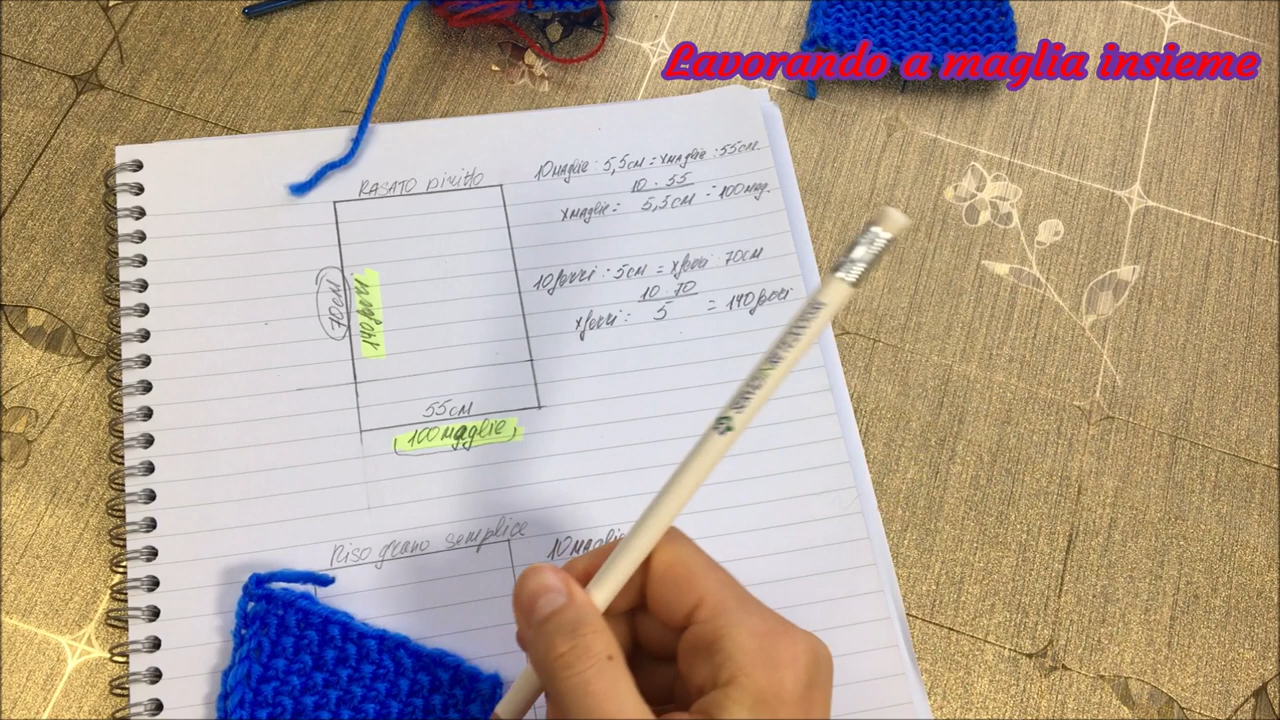 Lavorando a maglia insieme
RASATO Diritto
10 maglie : 5,5cm = x maglie : 55cm
x maglie = 10 · 55 / 5,5cm = 100 mag.
70cm
10 ferri : 5cm = x ferri : 70cm
x ferri = 10 · 70 / 5 = 140 ferri
55cm
(100 maglie)
Riso grano semplice
10 maglie